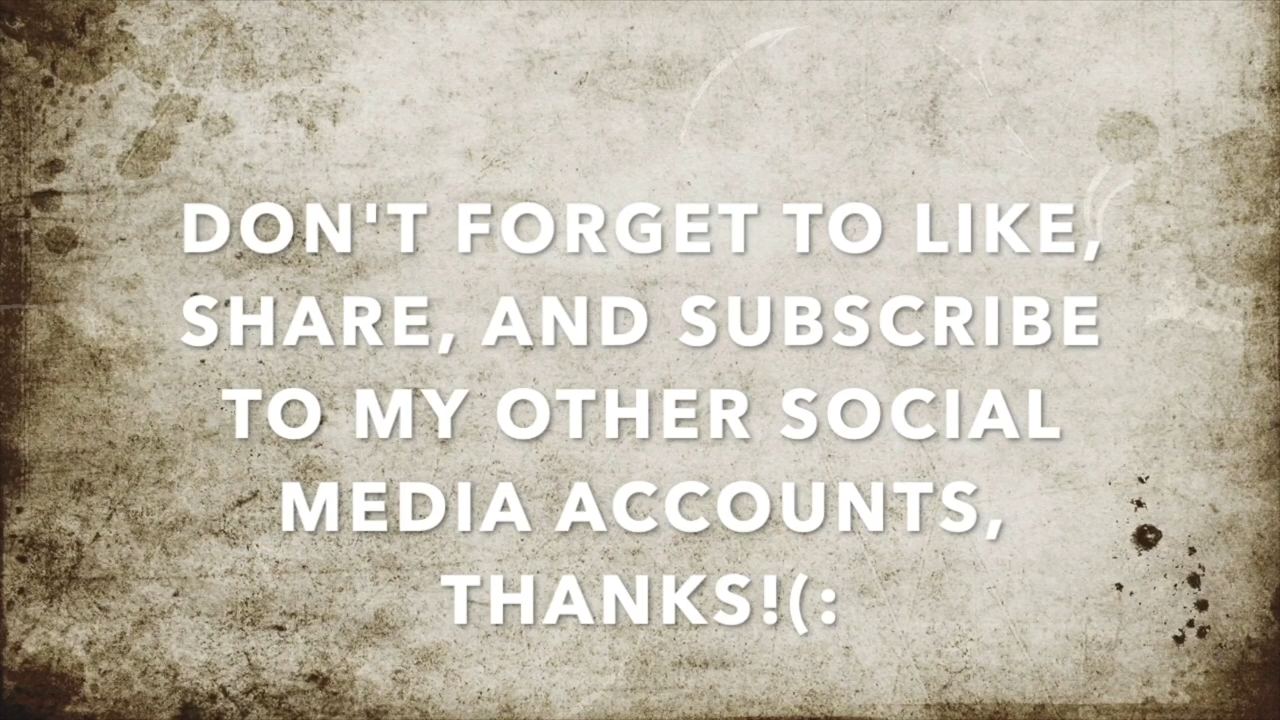 DON'T FORGET TO LIKE,
SHARE, AND SUBSCRIBE
TO MY OTHER SOCIAL
MEDIA ACCOUNTS,
THANKS!(: